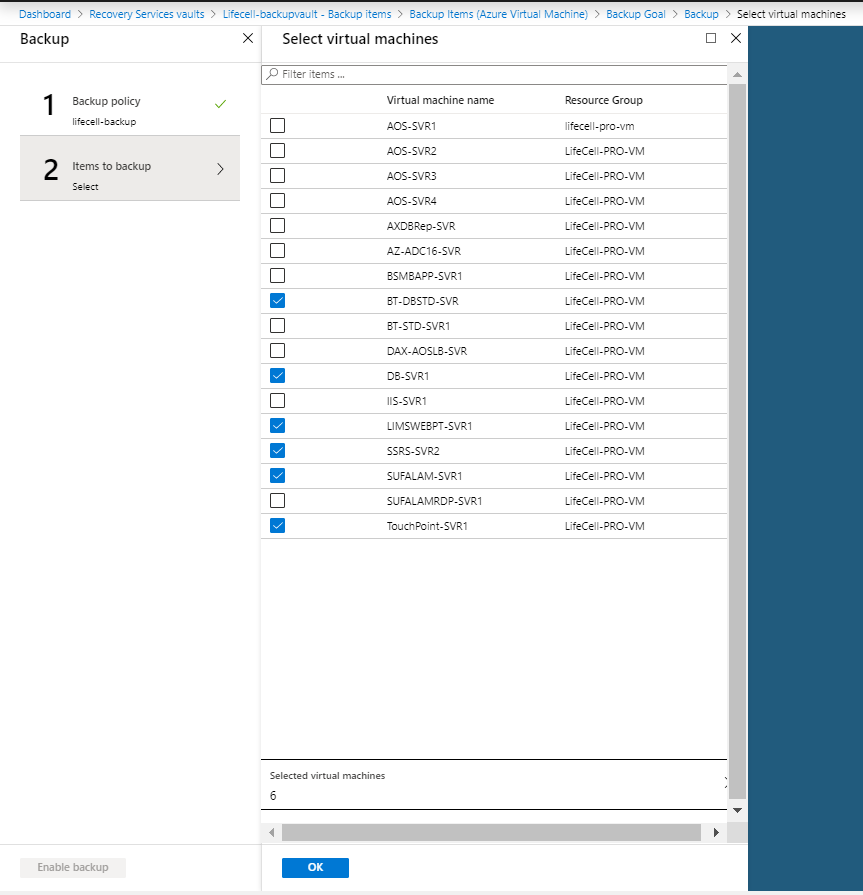 Dashboard > Recovery Services vaults > Lifecell-backupvault - Backup items > Backup Items (Azure Virtual Machine) > Backup Goal > Backup > Select virtual machines
Backup
1 Backup policy
lifecell-backup
2 Items to backup
Select
Enable backup
Select virtual machines
Filter items ...
Virtual machine name Resource Group
AOS-SVR1 lifecell-pro-vm
AOS-SVR2 LifeCell-PRO-VM
AOS-SVR3 LifeCell-PRO-VM
AOS-SVR4 LifeCell-PRO-VM
AXDBRep-SVR LifeCell-PRO-VM
AZ-ADC16-SVR LifeCell-PRO-VM
BSMBAPP-SVR1 LifeCell-PRO-VM
BT-DBSTD-SVR LifeCell-PRO-VM
BT-STD-SVR1 LifeCell-PRO-VM
DAX-AOSLB-SVR LifeCell-PRO-VM
DB-SVR1 LifeCell-PRO-VM
IIS-SVR1 LifeCell-PRO-VM
LIMSWEBPT-SVR1 LifeCell-PRO-VM
SSRS-SVR2 LifeCell-PRO-VM
SUFALAM-SVR1 LifeCell-PRO-VM
SUFALAMRDP-SVR1 LifeCell-PRO-VM
TouchPoint-SVR1 LifeCell-PRO-VM
Selected virtual machines
6
OK